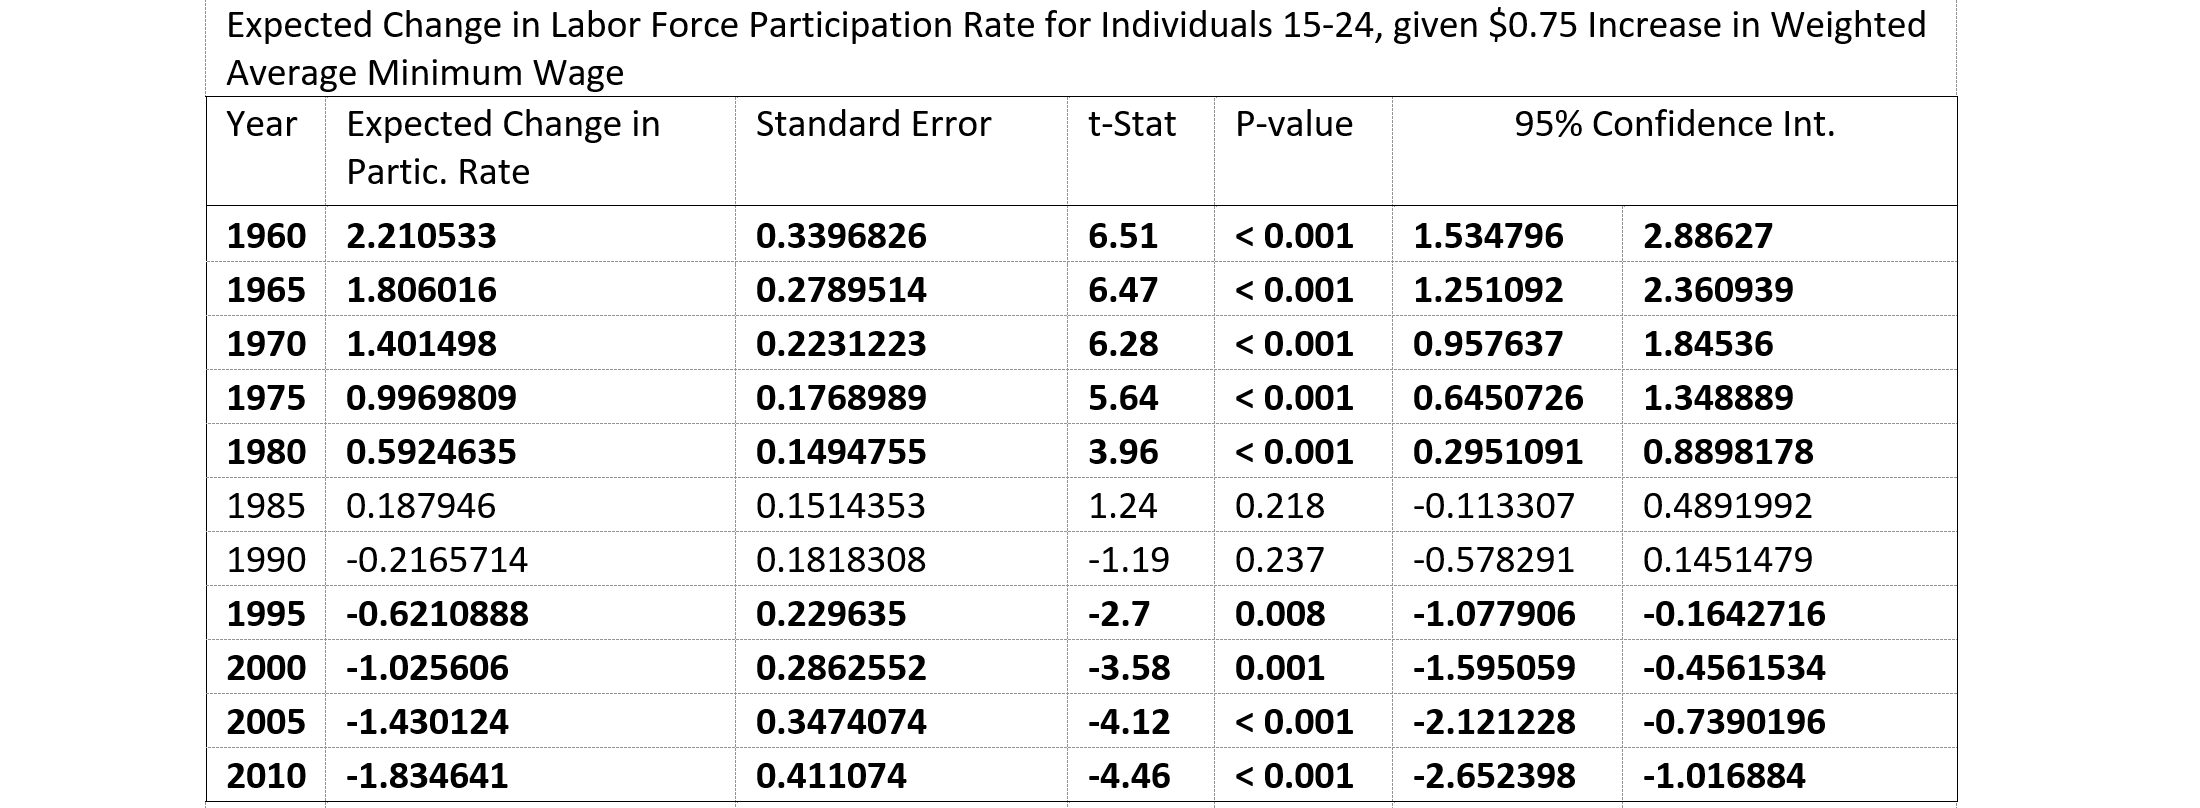 Expected Change in Labor Force Participation Rate for Individuals 15-24, given $0.75 Increase in Weighted
Average Minimum Wage
Year Expected Change in Partic. Rate Standard Error t-Stat P-value 95% Confidence Int.
1960 2.210533 0.3396826 6.51 < 0.001 1.534796 2.88627
1965 1.806016 0.2789514 6.47 < 0.001 1.251092 2.360939
1970 1.401498 0.2231223 6.28 < 0.001 0.957637 1.84536
1975 0.9969809 0.1768989 5.64 < 0.001 0.6450726 1.348889
1980 0.5924635 0.1494755 3.96 < 0.001 0.2951091 0.8898178
1985 0.187946 0.1514353 1.24 0.218 -0.113307 0.4891992
1990 -0.2165714 0.1818308 -1.19 0.237 -0.578291 0.1451479
1995 -0.6210888 0.229635 -2.7 0.008 -1.077906 -0.1642716
2000 -1.025606 0.2862552 -3.58 0.001 -1.595059 -0.4561534
2005 -1.430124 0.3474074 -4.12 < 0.001 -2.121228 -0.7390196
2010 -1.834641 0.411074 -4.46 < 0.001 -2.652398 -1.016884